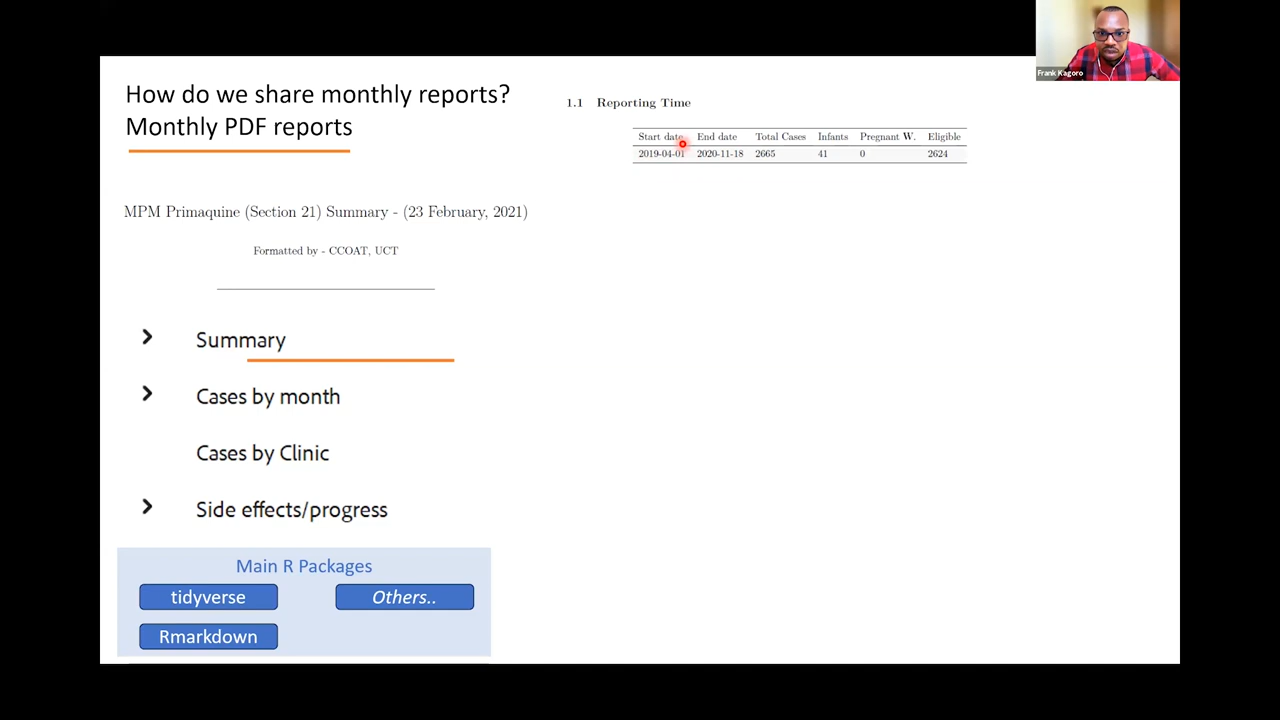 How do we share monthly reports?
Monthly PDF reports
MPM Primaquine (Section 21) Summary - (23 February, 2021)
Formatted by - CCOAT, UCT
Summary
Cases by month
Cases by Clinic
Side effects/progress
Main R Packages
tidyverse
Others..
Rmarkdown
1.1 Reporting Time
Start date End date Total Cases Infants Pregnant W. Eligible
2019-04-01 2020-11-18 2665 41 0 2624
Frank Kagoro